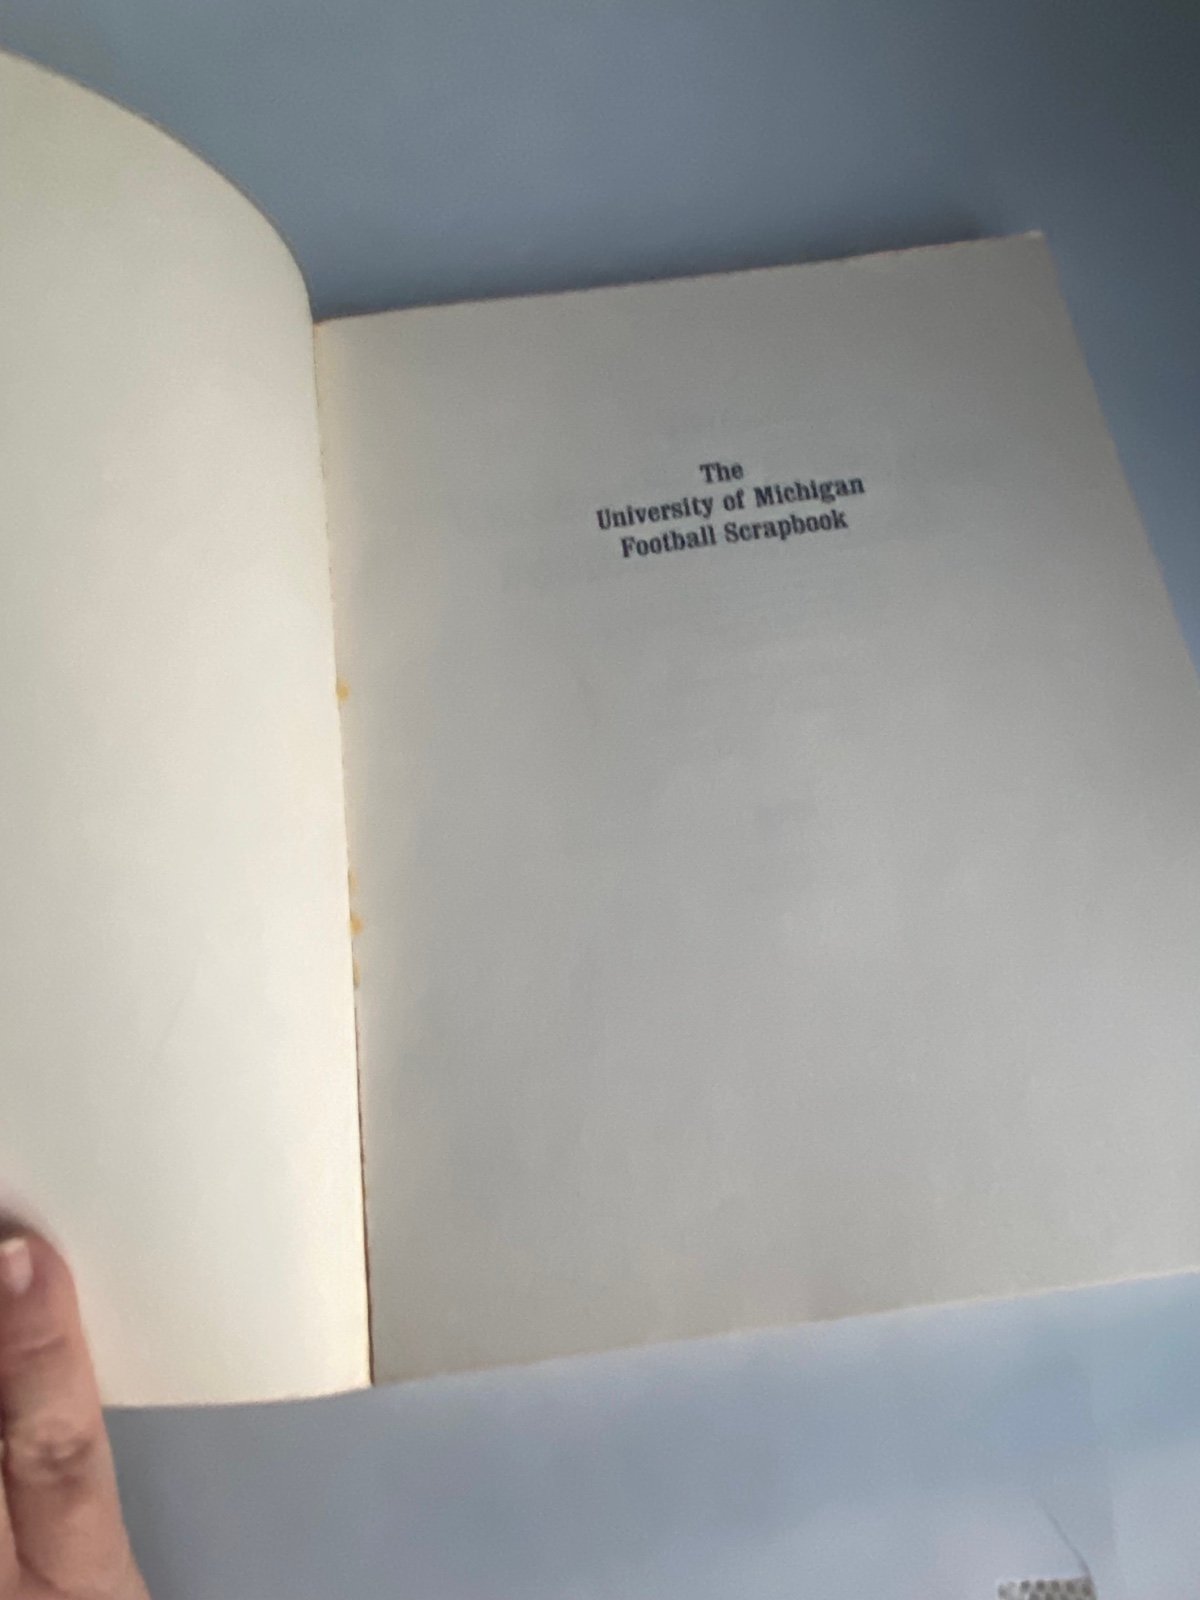 The
University of Michigan
Football Scrapbook